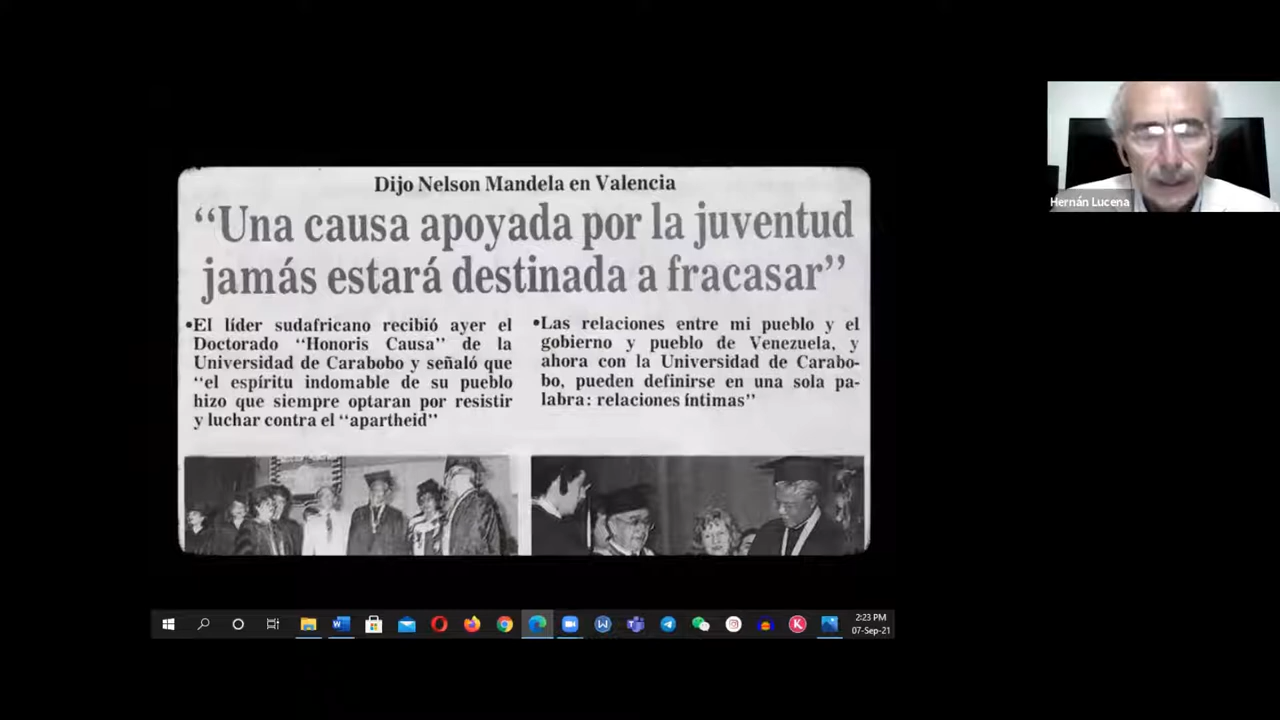 Dijo Nelson Mandela en Valencia
“Una causa apoyada por la juventud
jamás estará destinada a fracasar”
•El líder sudafricano recibió ayer el
Doctorado “Honoris Causa” de la
Universidad de Carabobo y señaló que
“el espíritu indomable de su pueblo
hizo que siempre optaran por resistir
y luchar contra el “apartheid”
•Las relaciones entre mi pueblo y el
gobierno y pueblo de Venezuela, y
ahora con la Universidad de Carabo-
bo, pueden definirse en una sola pa-
labra: relaciones íntimas”
Hernán Lucena
2:23 PM
07-Sep-21